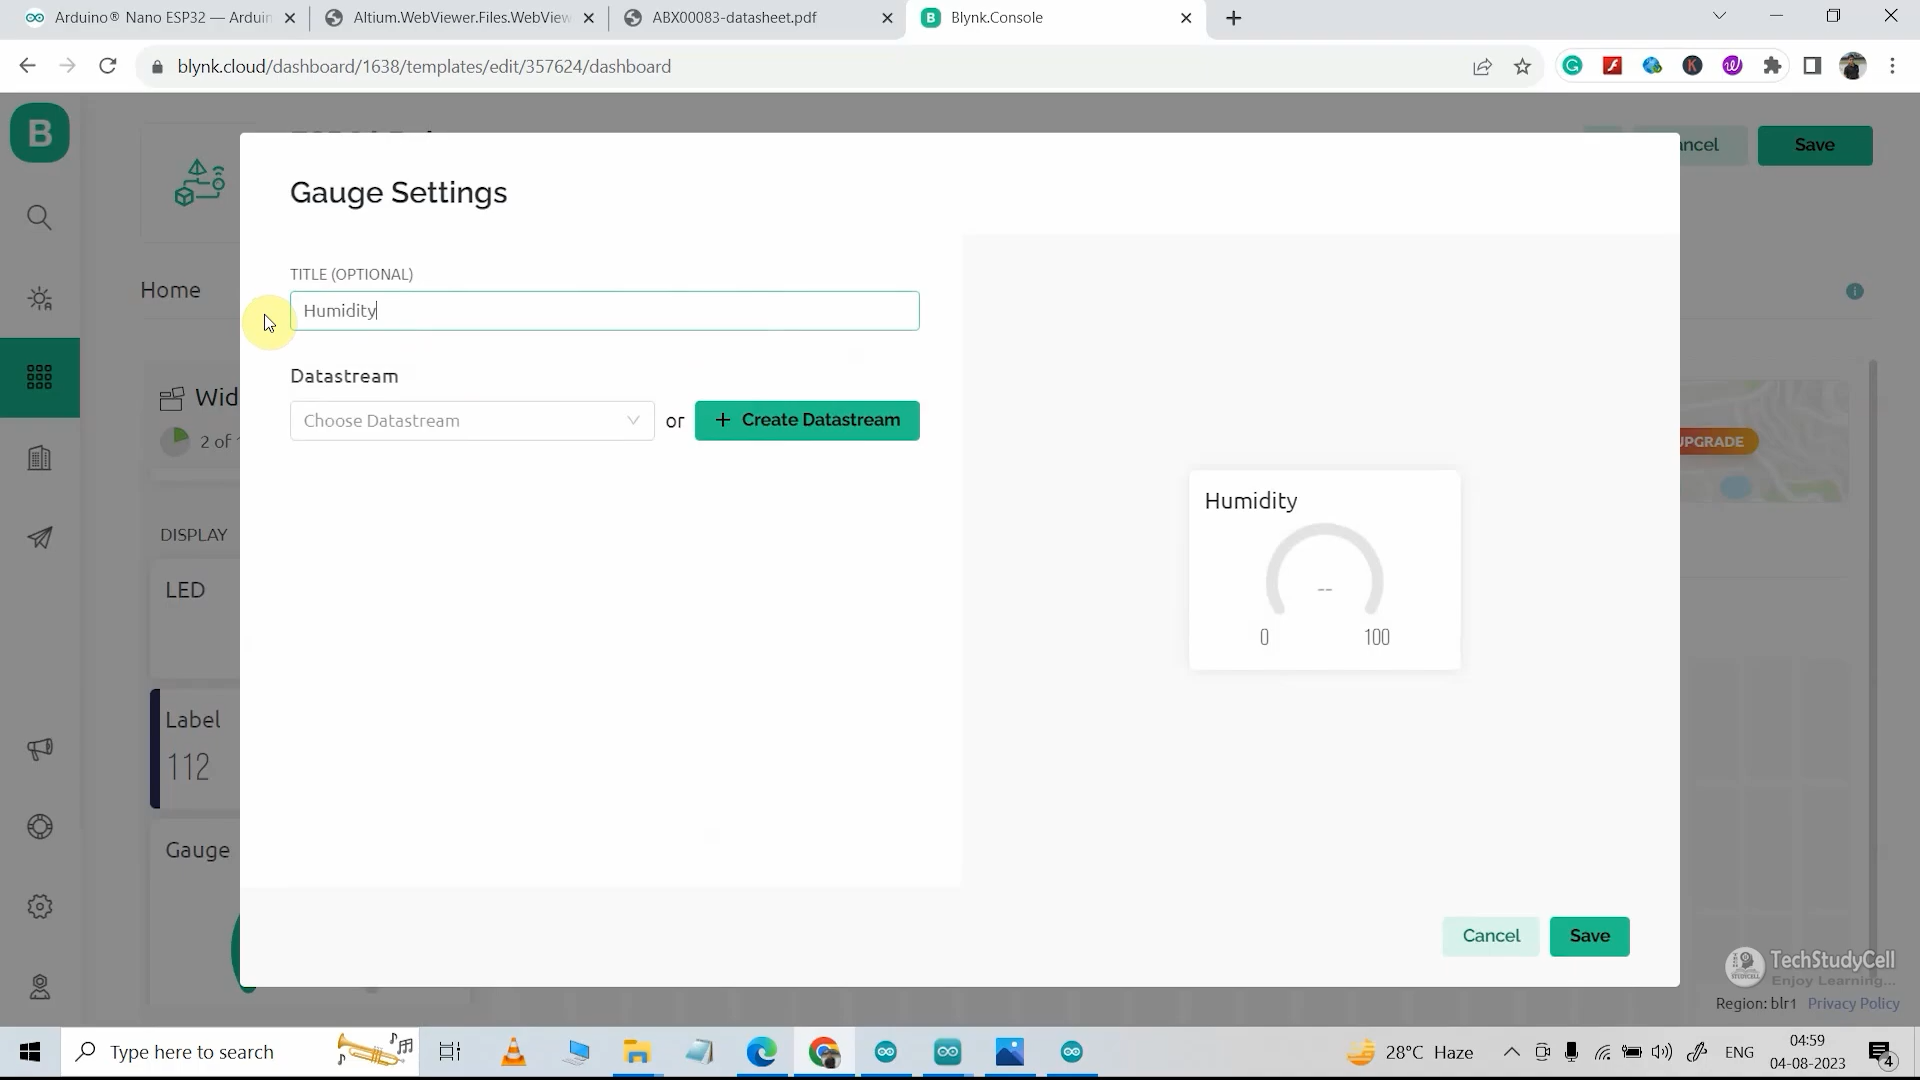 Arduino® Nano ESP32 — Arduin
Altium.WebViewer.Files.WebView
ABX00083-datasheet.pdf
Blynk.Console
blynk.cloud/dashboard/1638/templates/edit/357624/dashboard
B
Save
Gauge Settings
TITLE (OPTIONAL)
Home
Humidity
Datastream
Wid
Choose Datastream
or
+ Create Datastream
2 of 1
UPGRADE
Humidity
DISPLAY
LED
--
0
100
Label
112
Gauge
Cancel
Save
TechStudyCell
Enjoy Learning...
Region: blr1
Privacy Policy
Type here to search
28°C Haze
ENG
04:59
04-08-2023
4